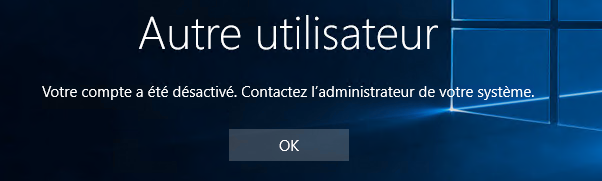 Autre utilisateur
Votre compte a été désactivé. Contactez l’administrateur de votre système.
OK